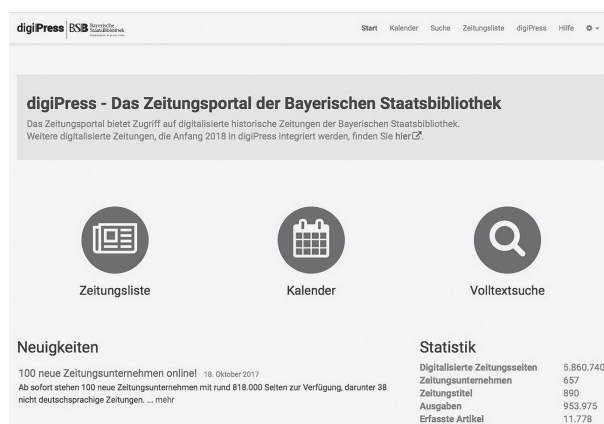 digiPress BSB Bayerische
StaatsBibliothek
Start Kalender Suche Zeitungsliste digiPress Hilfe
digiPress - Das Zeitungsportal der Bayerischen Staatsbibliothek
Das Zeitungsportal bietet Zugriff auf digitalisierte historische Zeitungen der Bayerischen Staatsbibliothek.
Weitere digitalisierte Zeitungen, die Anfang 2018 in digiPress integriert werden, finden Sie hier.
Zeitungsliste
Kalender
Volltextsuche
Neuigkeiten
100 neue Zeitungsunternehmen online! 18. Oktober 2017
Ab sofort stehen 100 neue Zeitungsunternehmen mit rund 818.000 Seiten zur Verfügung, darunter 38
nicht deutschsprachige Zeitungen. ... mehr
Statistik
Digitalisierte Zeitungsseiten 5.860.740
Zeitungsunternehmen 657
Zeitungstitel 890
Ausgaben 953.975
Erfasste Artikel 11.778